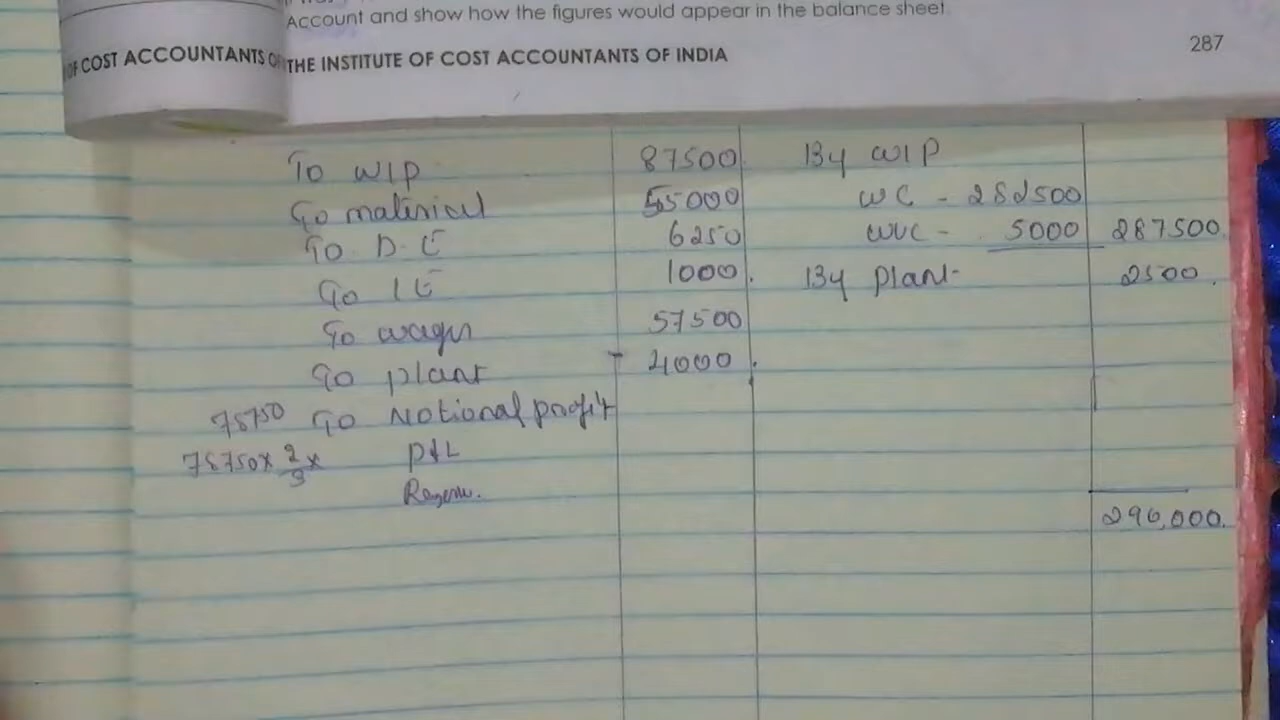 Account and show how the figures would appear in the balance sheet
OF COST ACCOUNTANTS OF THE INSTITUTE OF COST ACCOUNTANTS OF INDIA 287
To WIP 87500 By WIP
To material 55000 WC - 282500
To D.E 6250 WUC - 5000 287500
To IE 1000 By Plant 2500
To wages 57500
To plant 4000
78750 To Notional profit
78750 x 2/3 x P&L
Reserve.
290,000